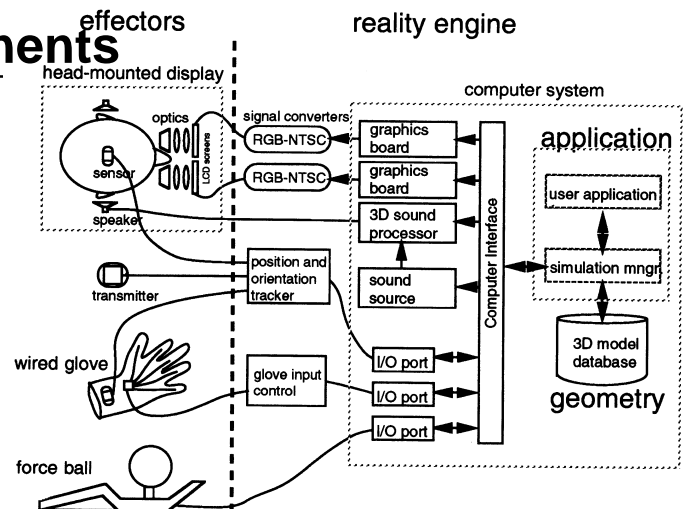 effectors
reality engine
nents
head-mounted display
computer system
optics
signal converters
application
LCD screens
RGB-NTSC
graphics
board
sensor
RGB-NTSC
graphics
board
user application
speaker
3D sound
processor
Computer Interface
position and
orientation
tracker
simulation mngr
transmitter
sound
source
3D model
database
wired glove
I/O port
geometry
glove input
control
I/O port
I/O port
force ball